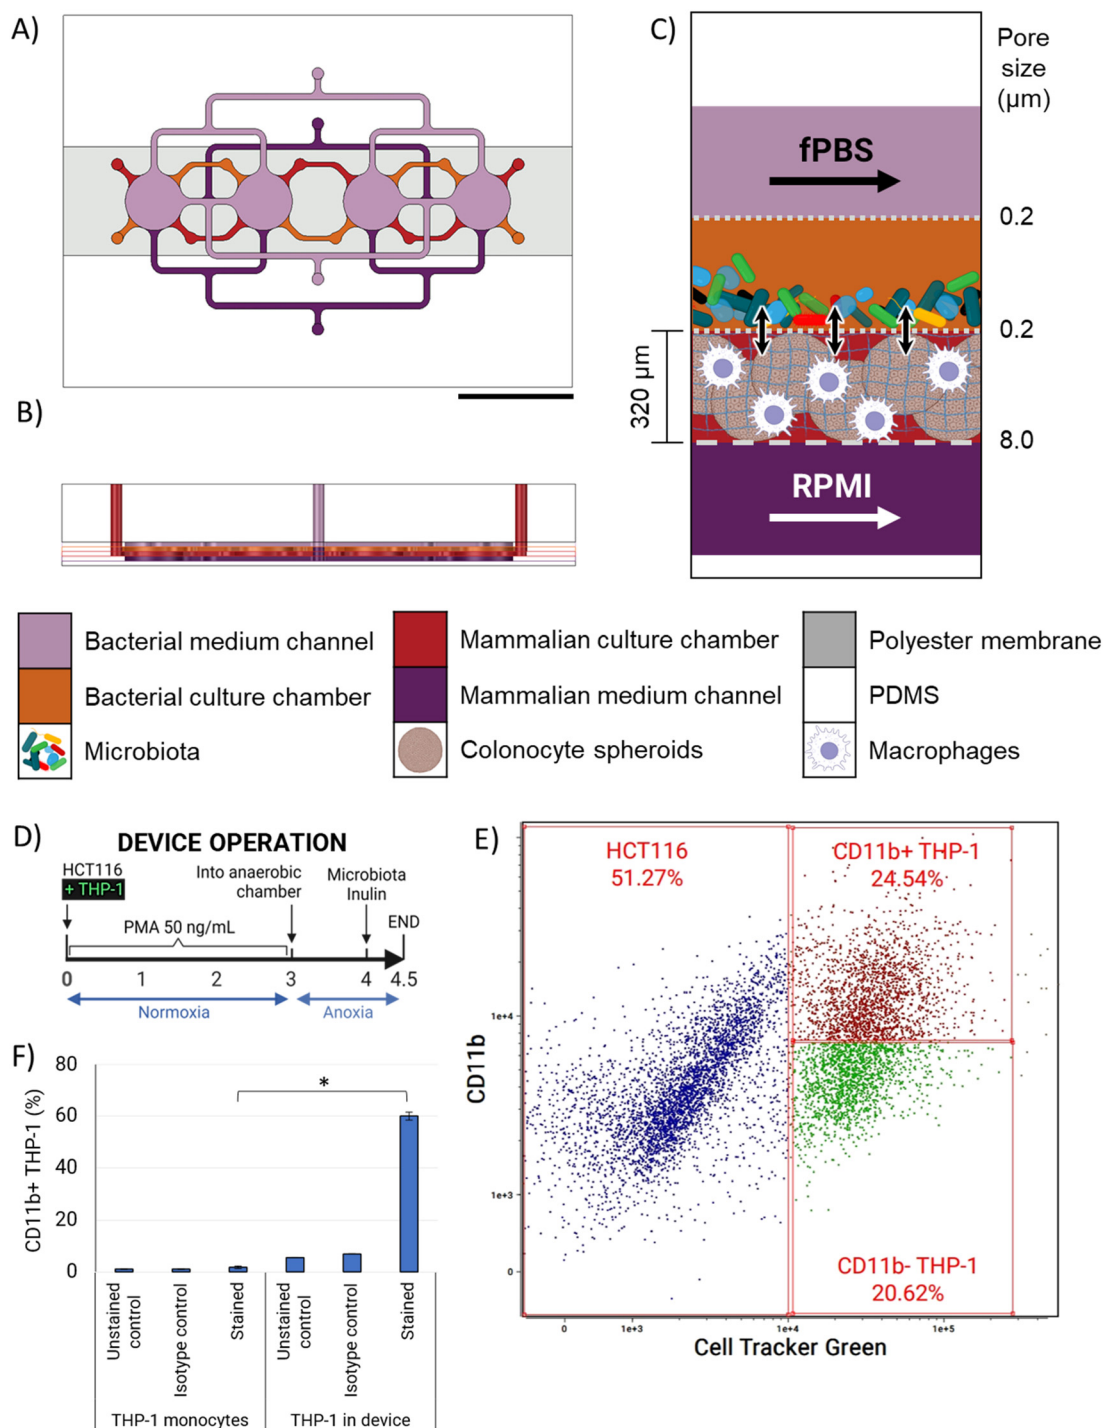 A)
B)
C)
Pore
size
(µm)
fPBS
0.2
0.2
320 µm
8.0
RPMI
Bacterial medium channel
Mammalian culture chamber
Polyester membrane
Bacterial culture chamber
Mammalian medium channel
PDMS
Microbiota
Colonocyte spheroids
Macrophages
D)
DEVICE OPERATION
HCT116
+ THP-1
Into anaerobic
chamber
Microbiota
Inulin
END
PMA 50 ng/mL
0 1 2 3 4 4.5
Normoxia
Anoxia
E)
HCT116
51.27%
CD11b+ THP-1
24.54%
CD11b- THP-1
20.62%
CD11b
1e+4
1e+3
0
0 1e+3 1e+4 1e+5
Cell Tracker Green
F)
CD11b+ THP-1 (%)
80
60
40
20
0
*
Unstained
control
Isotype control
Stained
Unstained
control
Isotype control
Stained
THP-1 monocytes
THP-1 in device